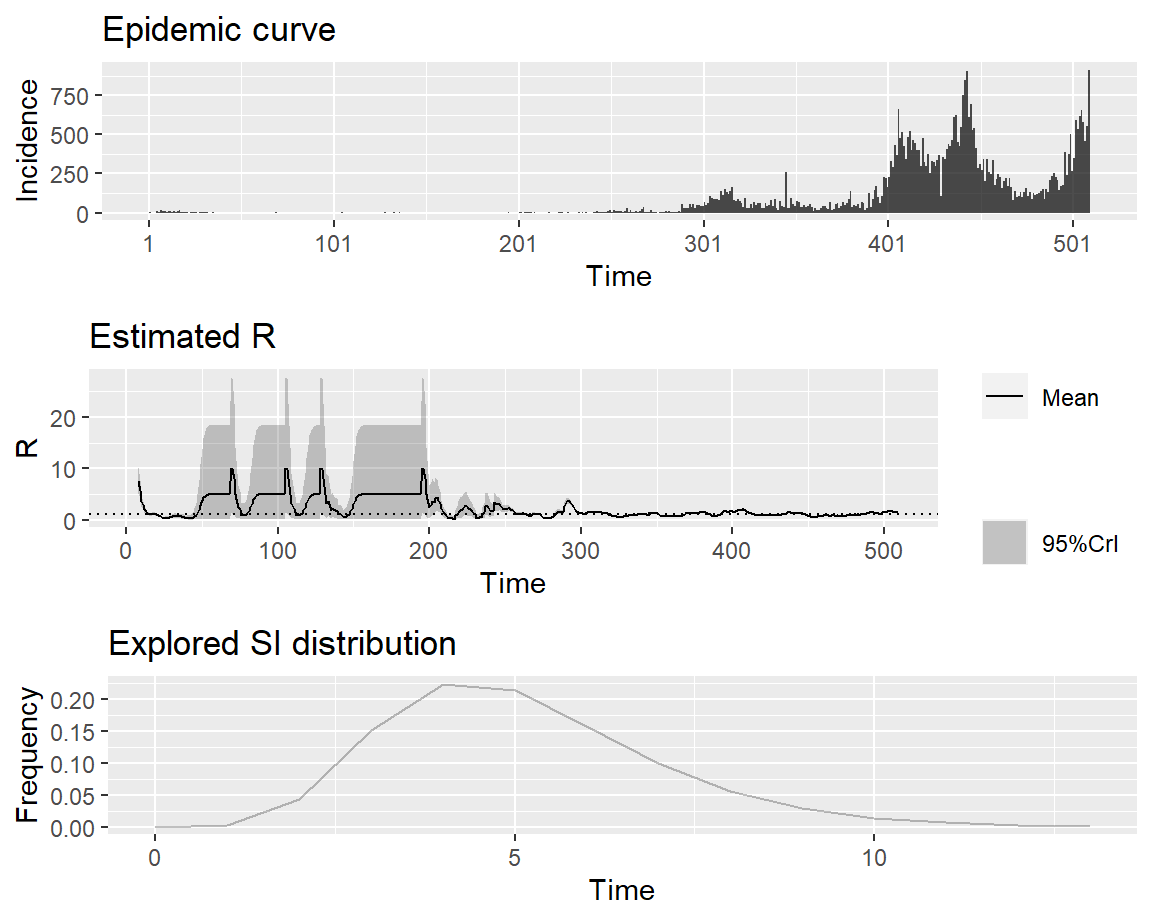 Epidemic curve
Incidence
750
500
250
0
1 101 201 301 401 501
Time
Estimated R
R
20
10
0
0 100 200 300 400 500
Time
Mean
95%CrI
Explored SI distribution
Frequency
0.20
0.15
0.10
0.05
0.00
0 5 10
Time